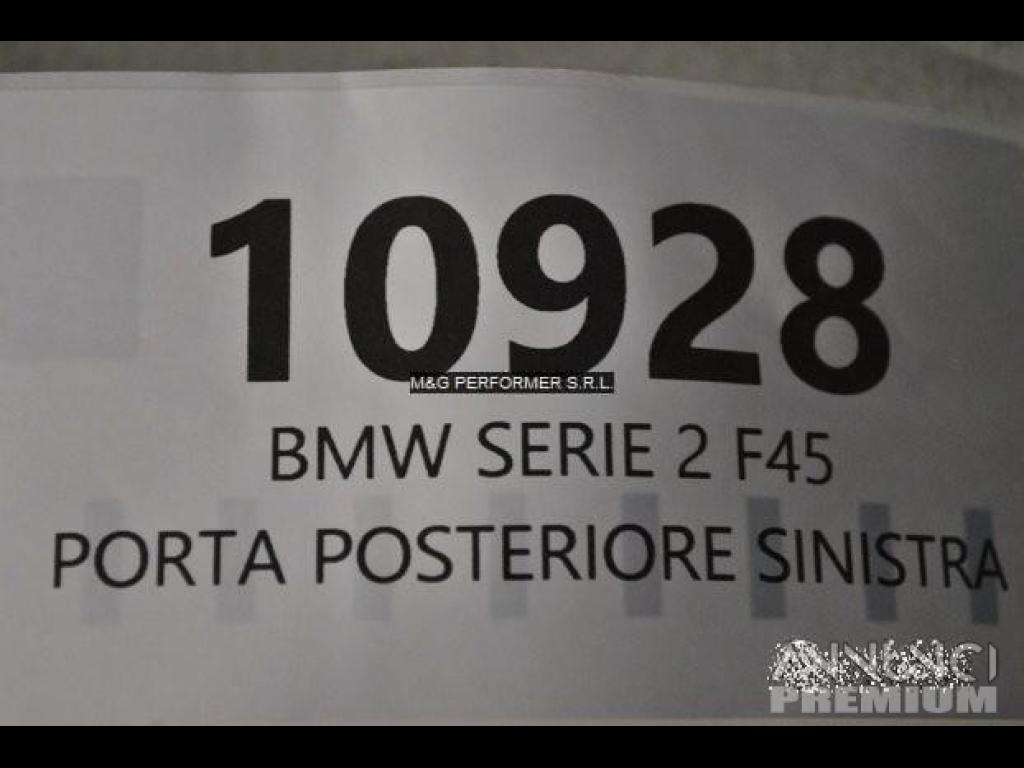 10928
M&G PERFORMER S.R.L.
BMW SERIE 2 F45
PORTA POSTERIORE SINISTRA
ANNUNCI
PREMIUM